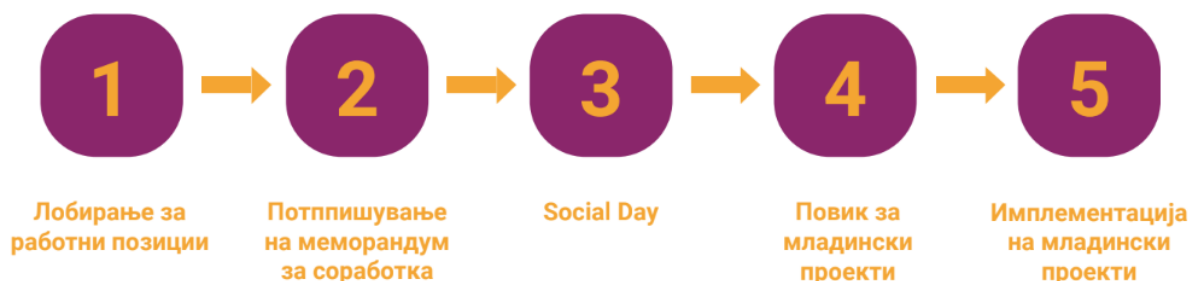 1
2
3
4
5
Лобирање за
работни позиции
Потппишување
на меморандум
за соработка
Social Day
Повик за
младински
проекти
Имплементација
на младински
проекти